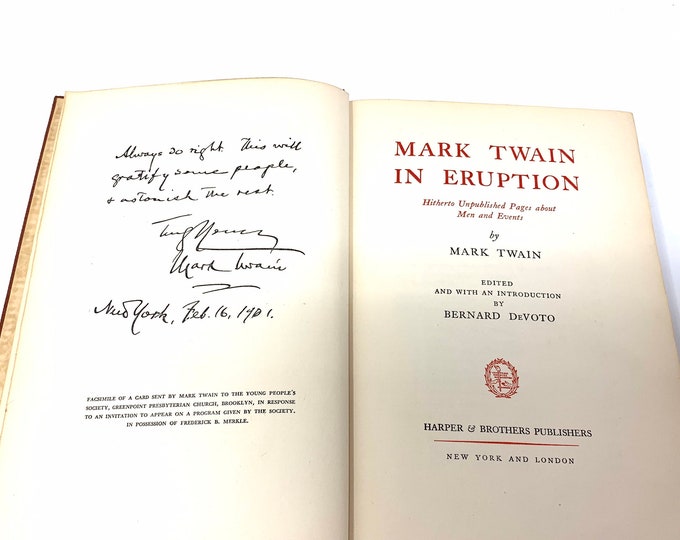 Always do right. This will
gratify some people,
& astonish the rest.
Truly Yours,
Mark Twain
New York, Feb. 16, 1901.
FACSIMILE OF A CARD SENT BY MARK TWAIN TO THE YOUNG PEOPLE'S
SOCIETY, GREENPOINT PRESBYTERIAN CHURCH, BROOKLYN, IN RESPONSE
TO AN INVITATION TO APPEAR ON A PROGRAM GIVEN BY THE SOCIETY.
IN POSSESSION OF FREDERICK B. MERKLE.
MARK TWAIN
IN ERUPTION
Hitherto Unpublished Pages about
Men and Events
by
MARK TWAIN
EDITED
AND WITH AN INTRODUCTION
BY
BERNARD DeVOTO
HARPER & BROTHERS PUBLISHERS
NEW YORK AND LONDON